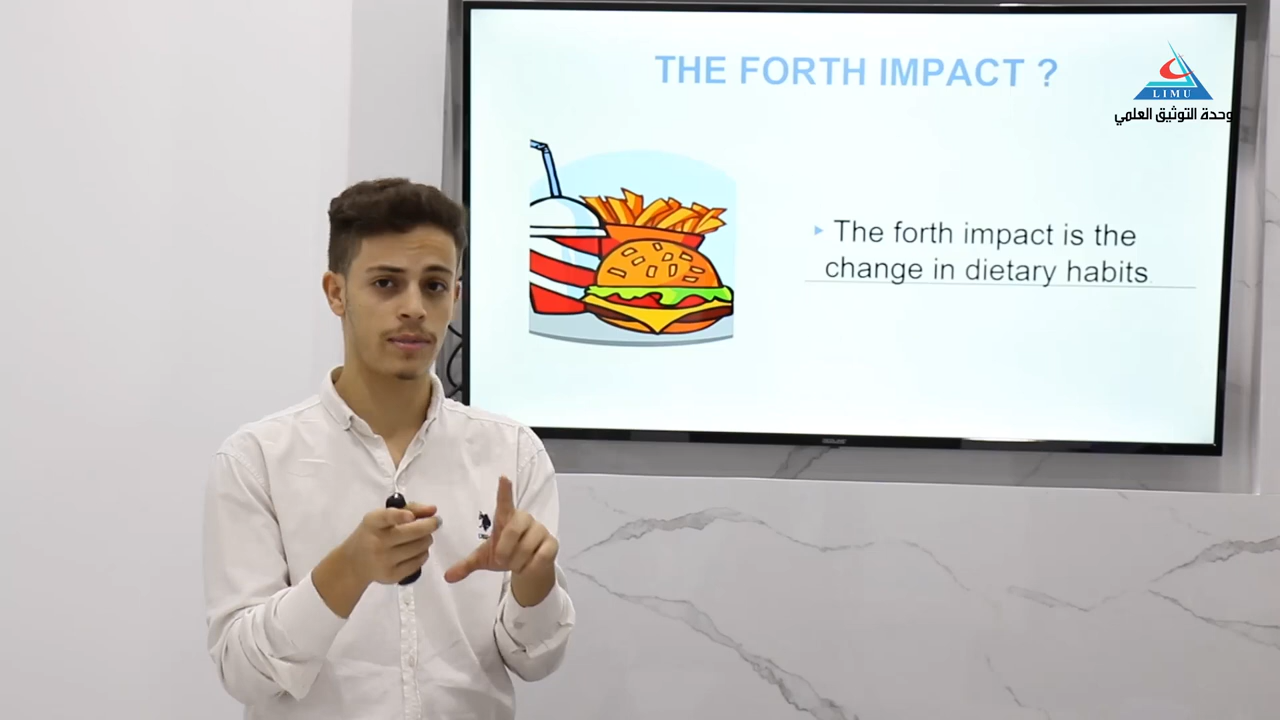 THE FORTH IMPACT ?
LIMU
وحدة التوثيق العلمي
The forth impact is the
change in dietary habits